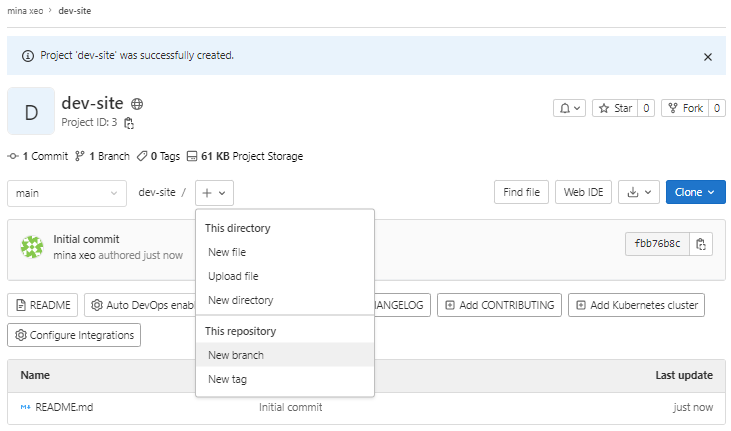 mina xeo › dev-site
Project 'dev-site' was successfully created.
D
dev-site
Project ID: 3
1 Commit 1 Branch 0 Tags 61 KB Project Storage
Star 0 Fork 0
main dev-site / Find file Web IDE Clone
This directory
New file
Upload file
New directory
This repository
New branch
New tag
Initial commit
mina xeo authored just now
fbb76b8c
README Auto DevOps enabl HANGELOG Add CONTRIBUTING Add Kubernetes cluster
Configure Integrations
Name Last update
README.md Initial commit just now